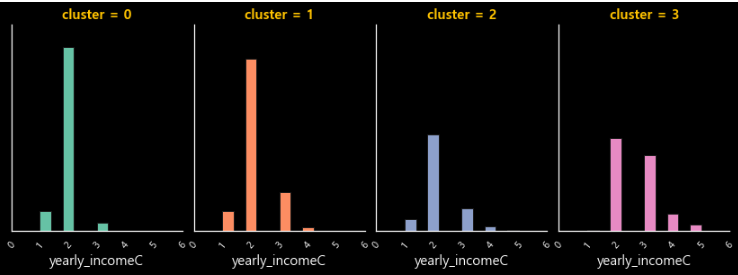 cluster = 0 cluster = 1 cluster = 2 cluster = 3
0 1 2 3 4 5 6 0 1 2 3 4 5 6 0 1 2 3 4 5 6 0 1 2 3 4 5 6
yearly_incomeC yearly_incomeC yearly_incomeC yearly_incomeC